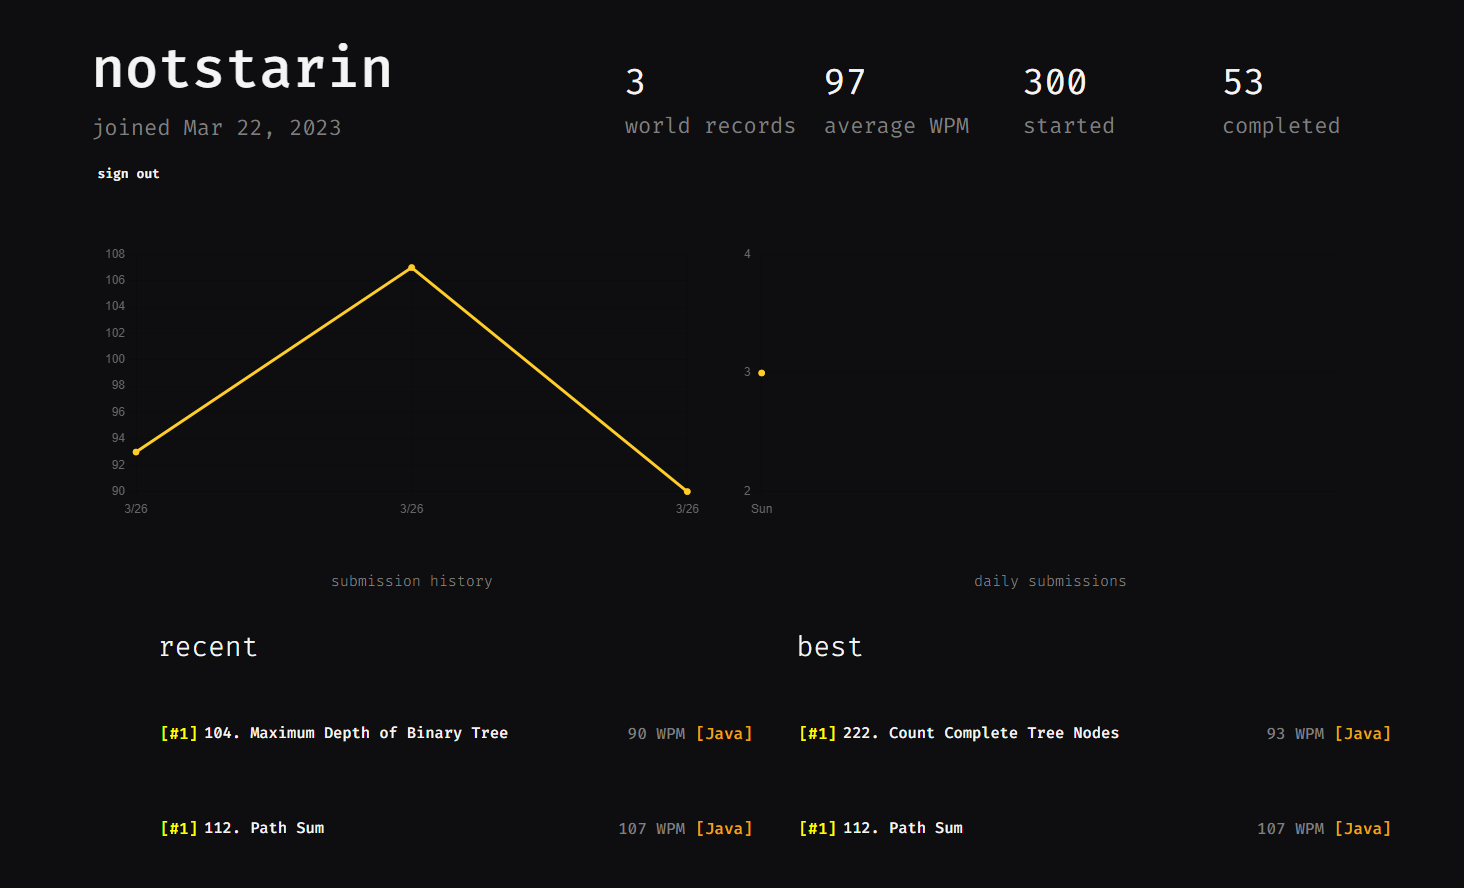 notstarin
joined Mar 22, 2023
sign out
3
world records
97
average WPM
300
started
53
completed
108
106
104
102
100
98
96
94
92
90
3/26 3/26 3/26
submission history
4
3
2
Sun
daily submissions
recent
[#1] 104. Maximum Depth of Binary Tree 90 WPM [Java]
[#1] 112. Path Sum 107 WPM [Java]
best
[#1] 222. Count Complete Tree Nodes 93 WPM [Java]
[#1] 112. Path Sum 107 WPM [Java]